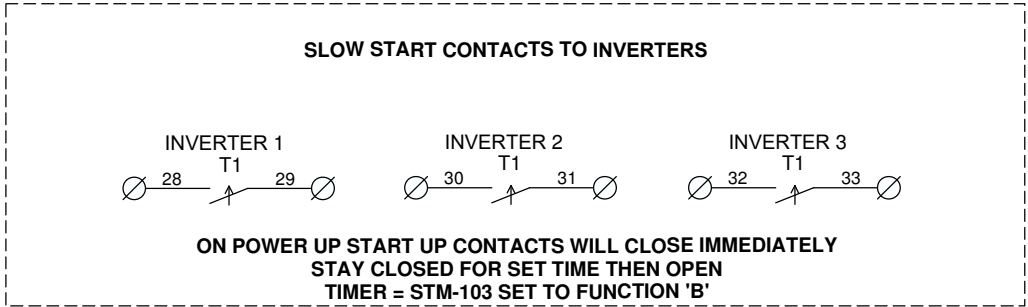 SLOW START CONTACTS TO INVERTERS
INVERTER 1
T1
28
29
INVERTER 2
T1
30
31
INVERTER 3
T1
32
33
ON POWER UP START UP CONTACTS WILL CLOSE IMMEDIATELY
STAY CLOSED FOR SET TIME THEN OPEN
TIMER = STM-103 SET TO FUNCTION 'B'